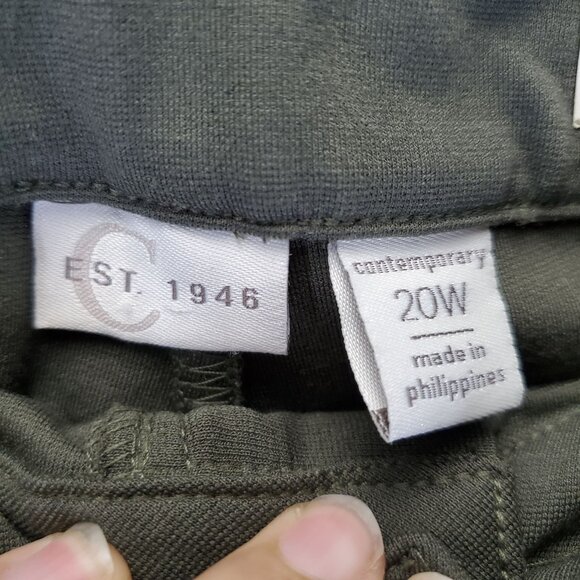 C
EST. 1946
contemporary
20W
made in
philippines